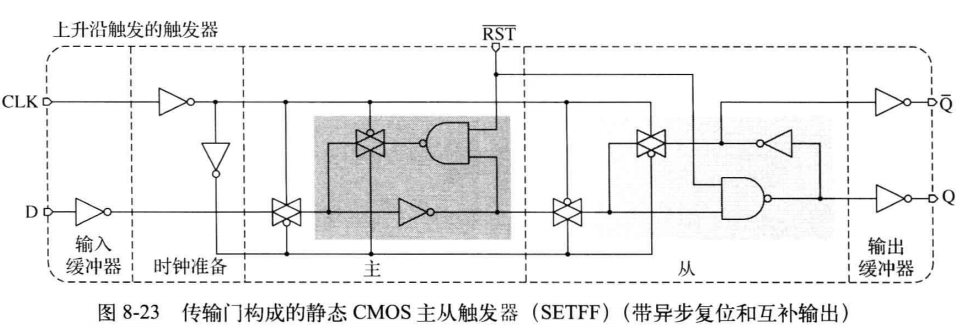 上升沿触发的触发器
RST
CLK
Q
D
Q
输入
缓冲器
时钟准备
主
从
输出
缓冲器
图 8-23 传输门构成的静态 CMOS 主从触发器（SETFF）（带异步复位和互补输出）